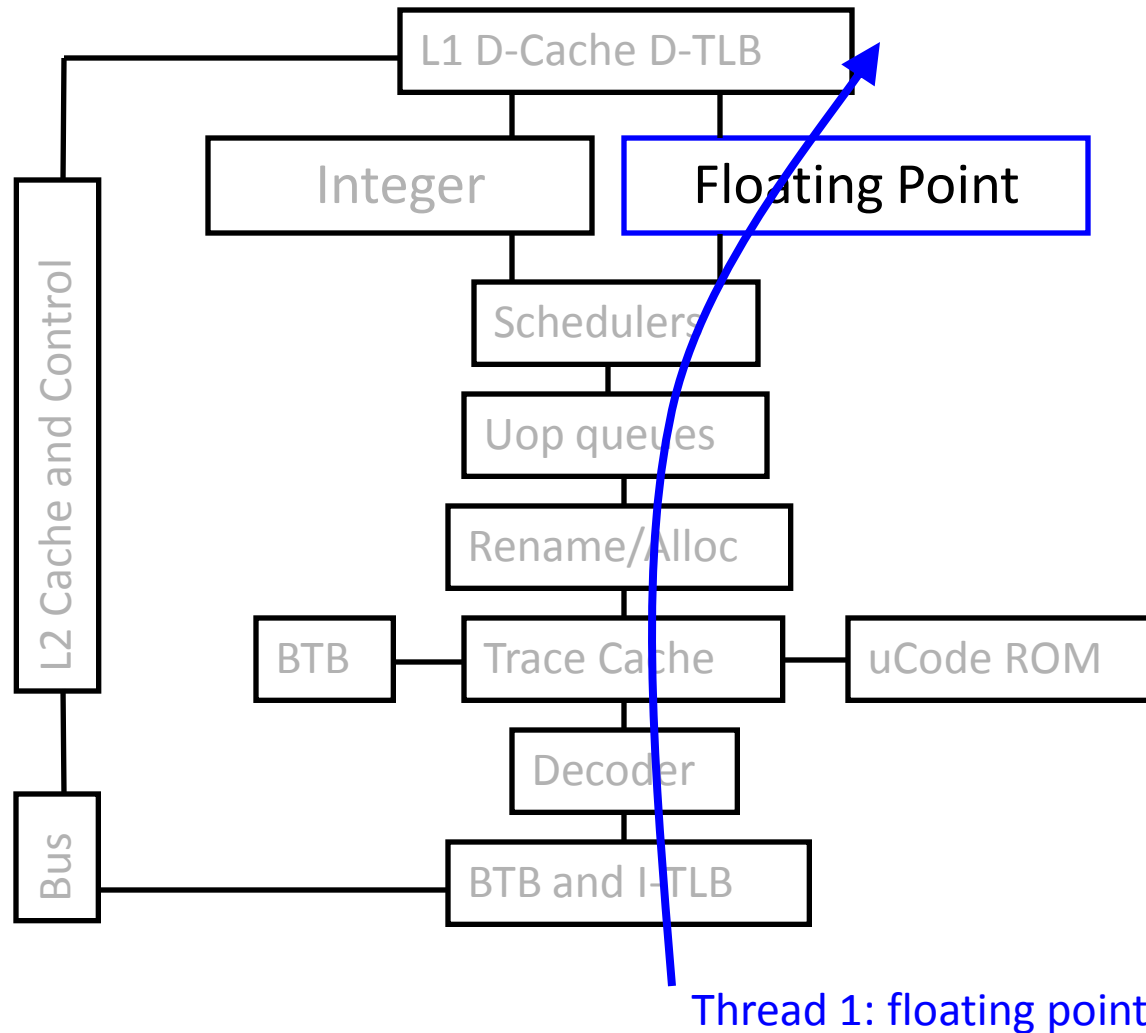 L1 D-Cache D-TLB
Integer
Floating Point
L2 Cache and Control
Schedulers
Uop queues
Rename/Alloc
BTB
Trace Cache
uCode ROM
Decoder
Bus
BTB and I-TLB
Thread 1: floating point